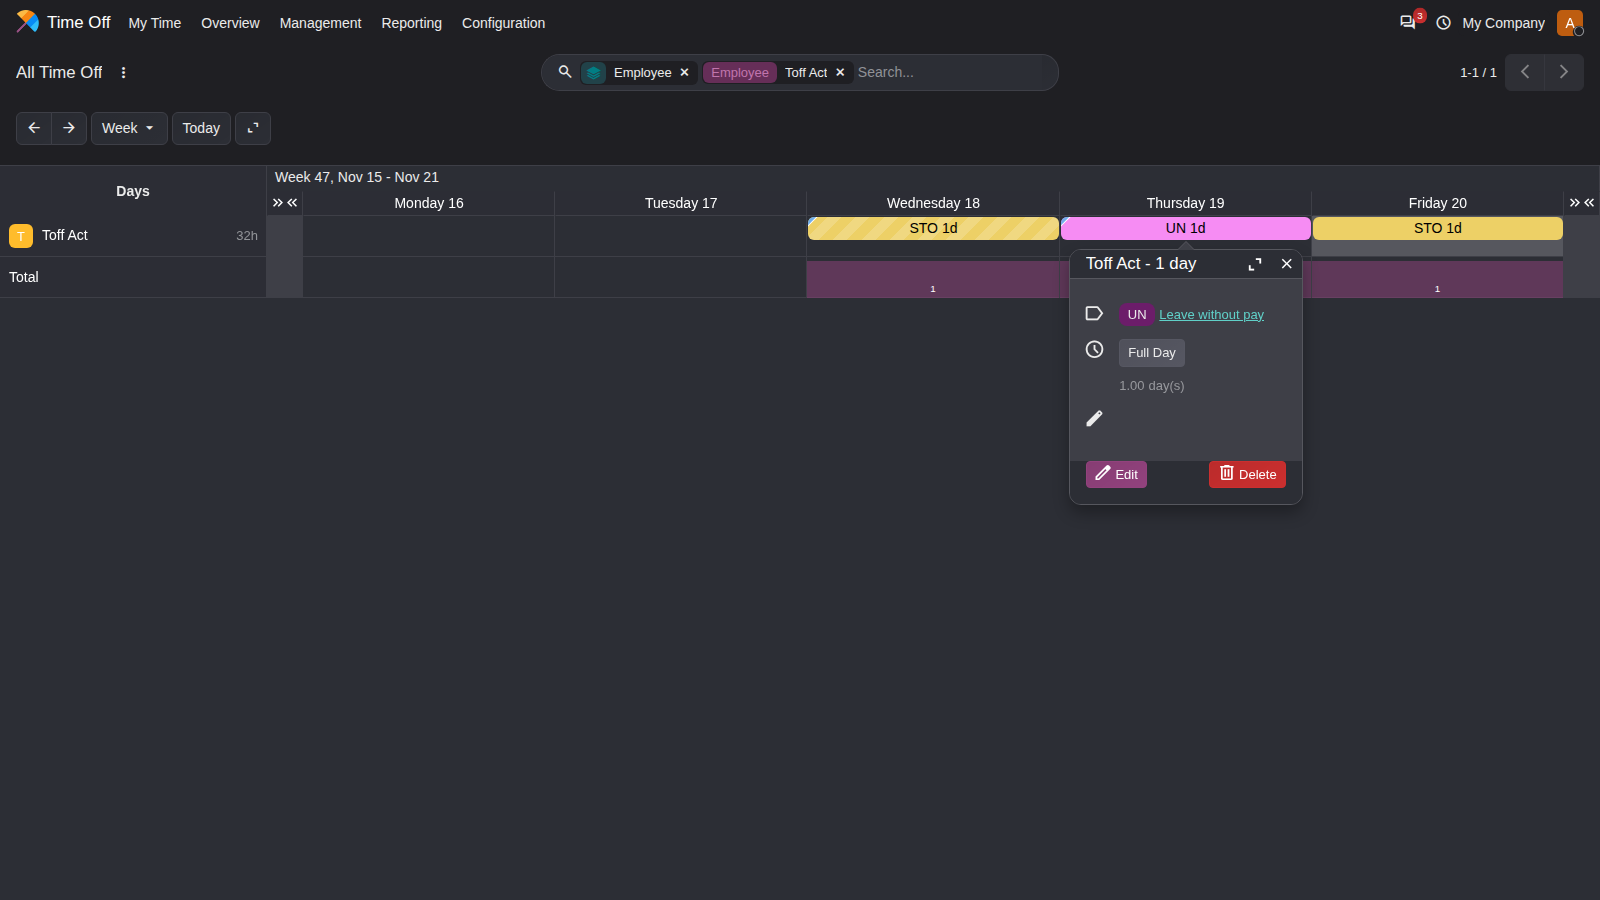 Time Off My Time Overview Management Reporting Configuration 3 My Company A
All Time Off Employee × Employee Toff Act × Search... 1-1 / 1
Week Today
Days Week 47, Nov 15 - Nov 21
Monday 16 Tuesday 17 Wednesday 18 Thursday 19 Friday 20
T Toff Act 32h STO 1d UN 1d STO 1d
Total 1 1
Toff Act - 1 day
UN Leave without pay
Full Day
1.00 day(s)
Edit Delete